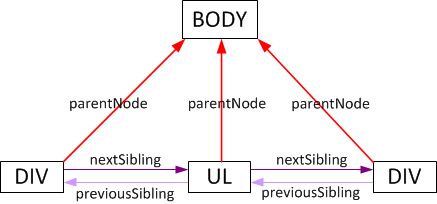 BODY
parentNode parentNode parentNode
nextSibling nextSibling
DIV UL DIV
previousSibling previousSibling